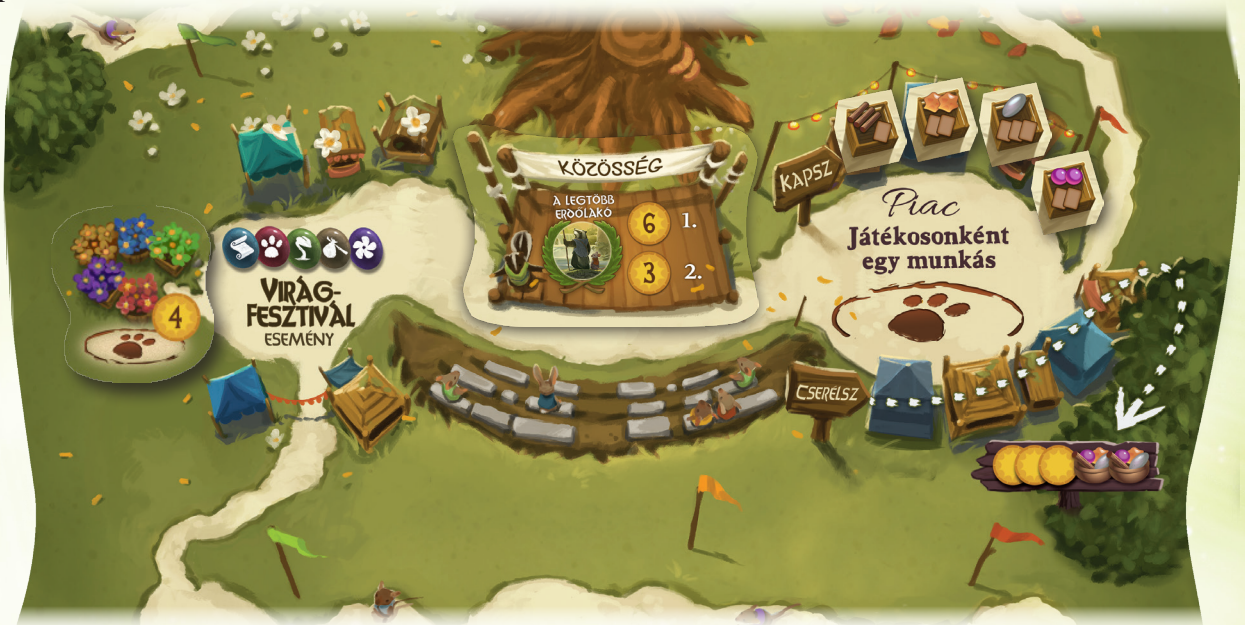 KÖZÖSSÉG
A LEGTÖBB
ERDŐLAKÓ
6 1.
3 2.
KAPSZ
Piac
Játékosonként
egy munkás
4
VIRÁG-
FESZTIVÁL
ESEMÉNY
CSERÉLSZ